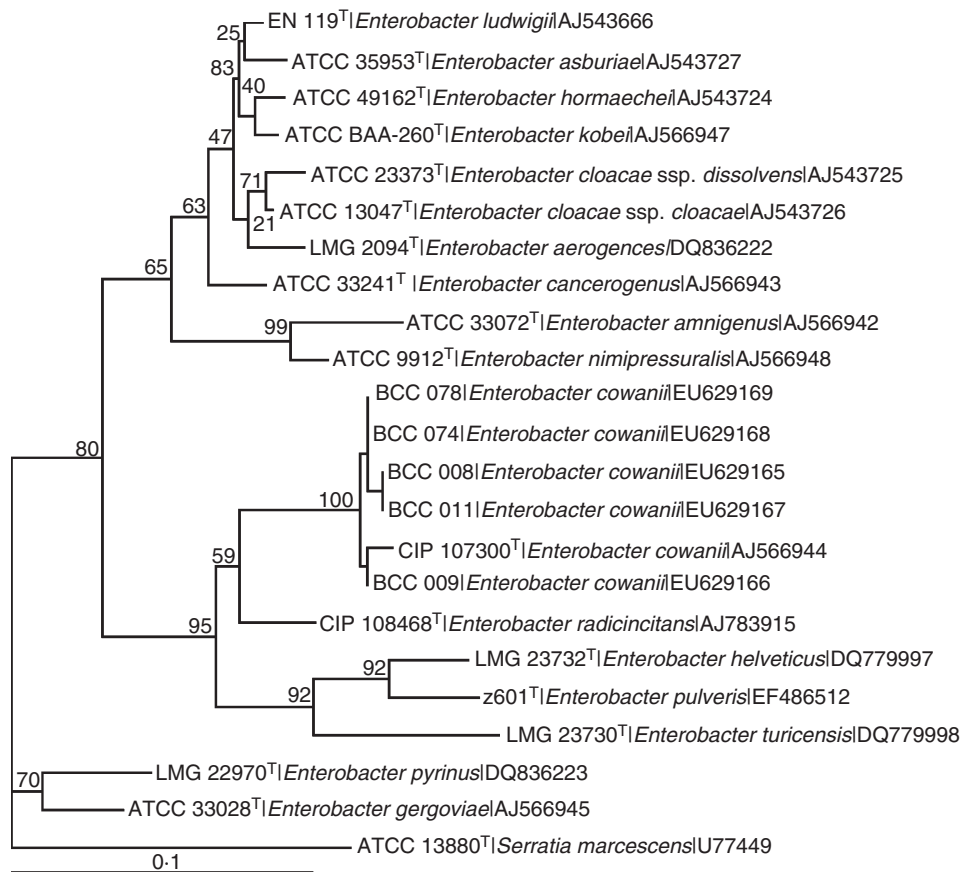 25
EN 119ᵀ|Enterobacter ludwigii|AJ543666
ATCC 35953ᵀ|Enterobacter asburiae|AJ543727
83
40
ATCC 49162ᵀ|Enterobacter hormaechei|AJ543724
ATCC BAA-260ᵀ|Enterobacter kobei|AJ566947
47
ATCC 23373ᵀ|Enterobacter cloacae ssp. dissolvens|AJ543725
71
63
21
ATCC 13047ᵀ|Enterobacter cloacae ssp. cloacae|AJ543726
LMG 2094ᵀ|Enterobacter aerogences/DQ836222
65
ATCC 33241ᵀ |Enterobacter cancerogenus|AJ566943
99
ATCC 33072ᵀ|Enterobacter amnigenus|AJ566942
ATCC 9912ᵀ|Enterobacter nimipressuralis|AJ566948
BCC 078|Enterobacter cowanii|EU629169
BCC 074|Enterobacter cowanii|EU629168
80
BCC 008|Enterobacter cowanii|EU629165
100
BCC 011|Enterobacter cowanii|EU629167
59
CIP 107300ᵀ|Enterobacter cowanii|AJ566944
BCC 009|Enterobacter cowanii|EU629166
95
CIP 108468ᵀ|Enterobacter radicincitans|AJ783915
92
LMG 23732ᵀ|Enterobacter helveticus|DQ779997
92
z601ᵀ|Enterobacter pulveris|EF486512
LMG 23730ᵀ|Enterobacter turicensis|DQ779998
70
LMG 22970ᵀ|Enterobacter pyrinus|DQ836223
ATCC 33028ᵀ|Enterobacter gergoviae|AJ566945
ATCC 13880ᵀ|Serratia marcescens|U77449
0·1